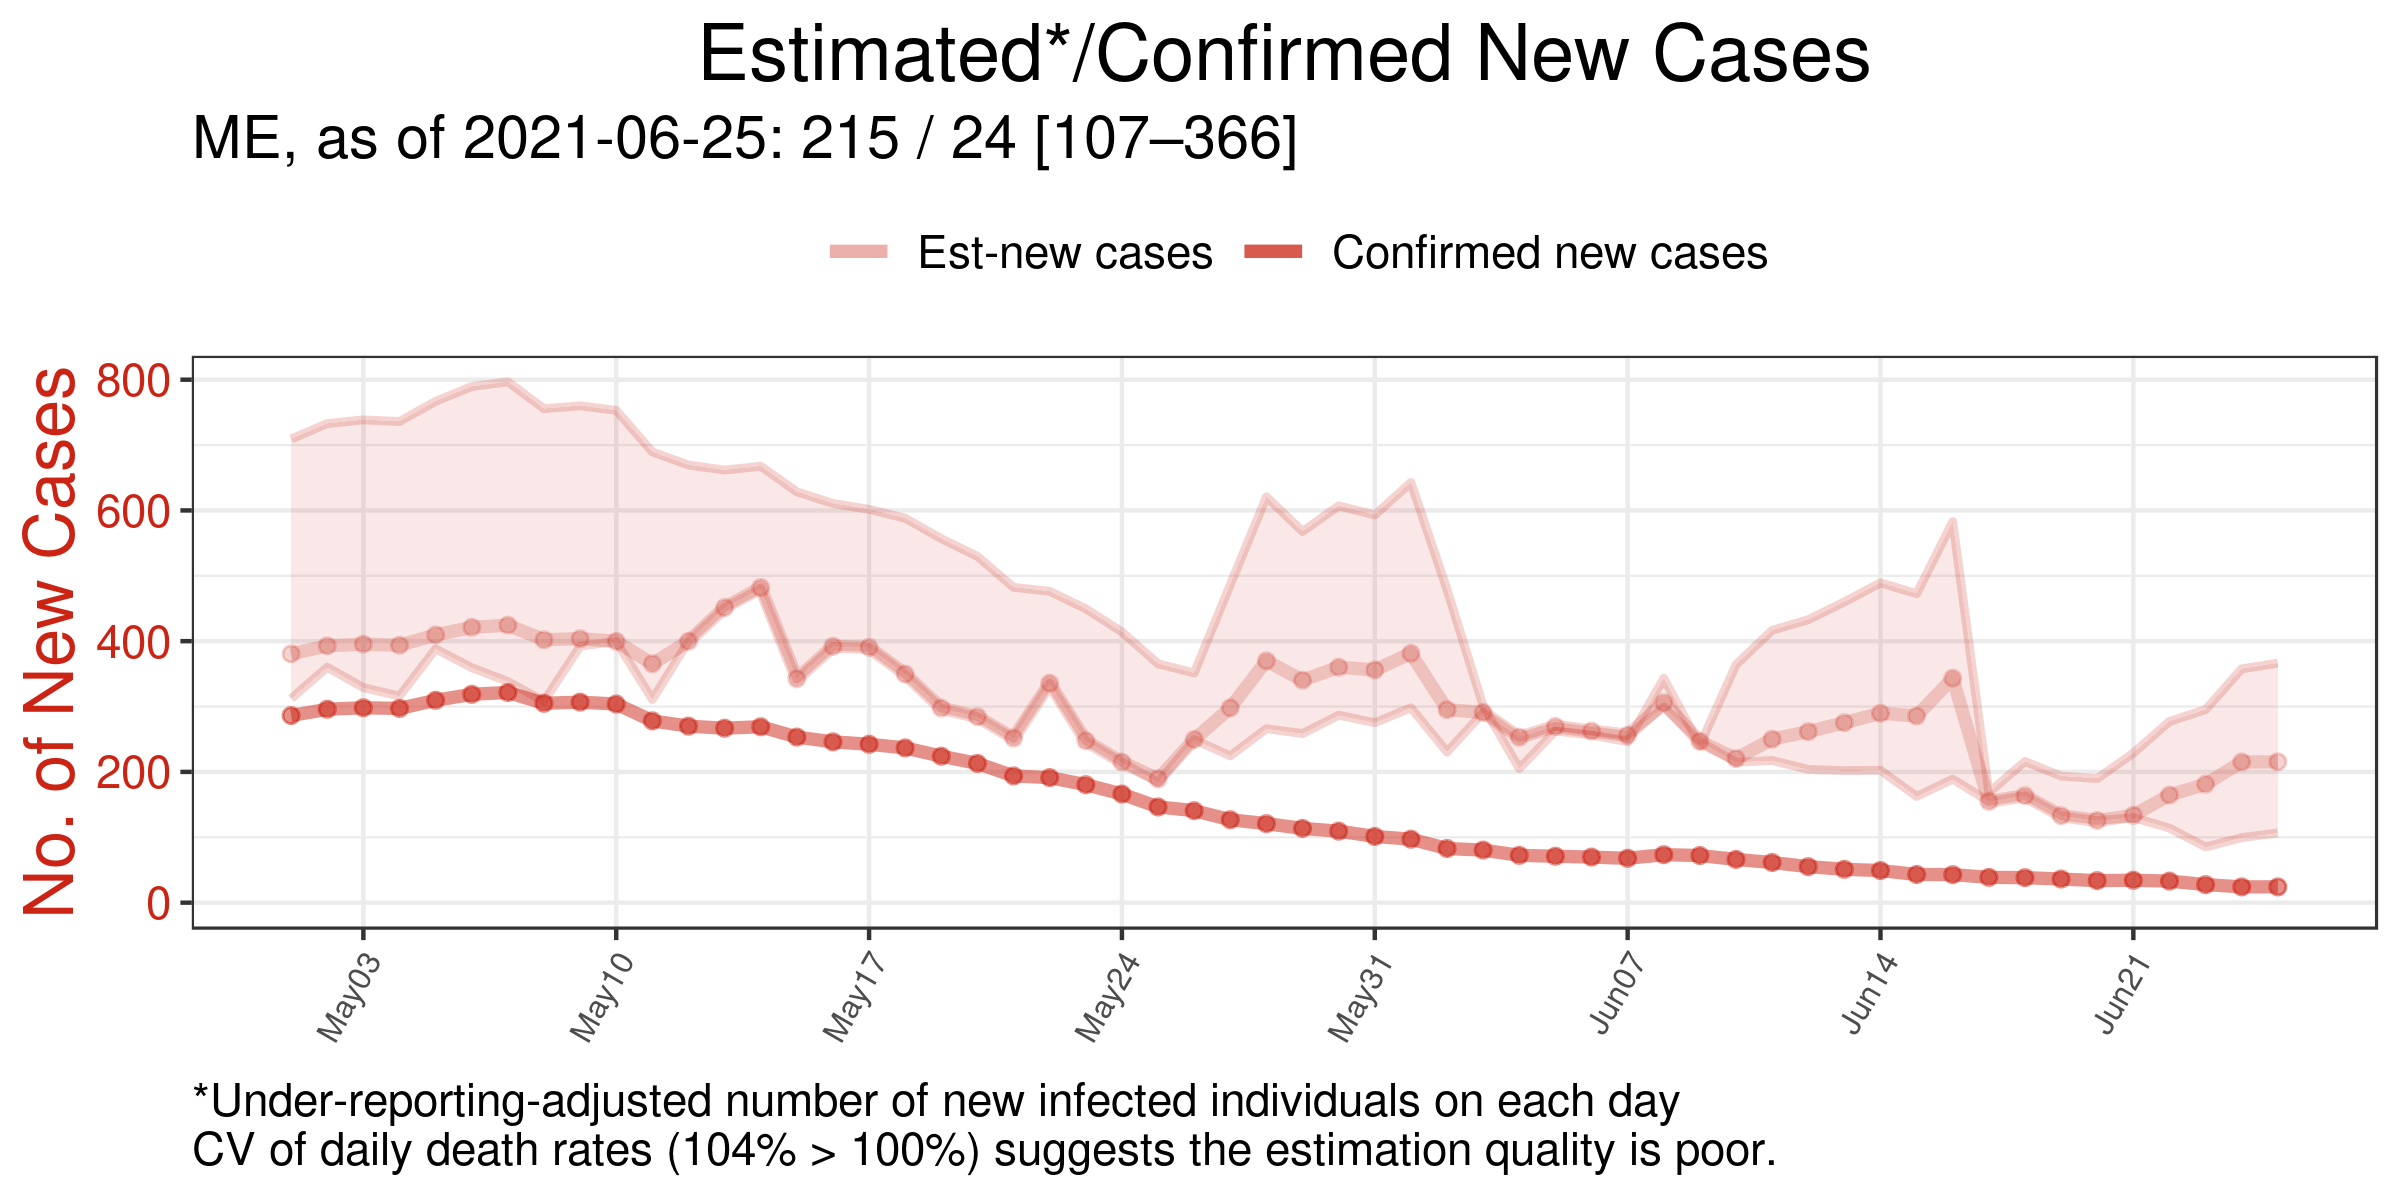 Estimated*/Confirmed New Cases
ME, as of 2021-06-25: 215 / 24 [107–366]
Est-new cases
Confirmed new cases
No. of New Cases
800
600
400
200
0
May03
May10
May17
May24
May31
Jun07
Jun14
Jun21
*Under-reporting-adjusted number of new infected individuals on each day
CV of daily death rates (104% > 100%) suggests the estimation quality is poor.